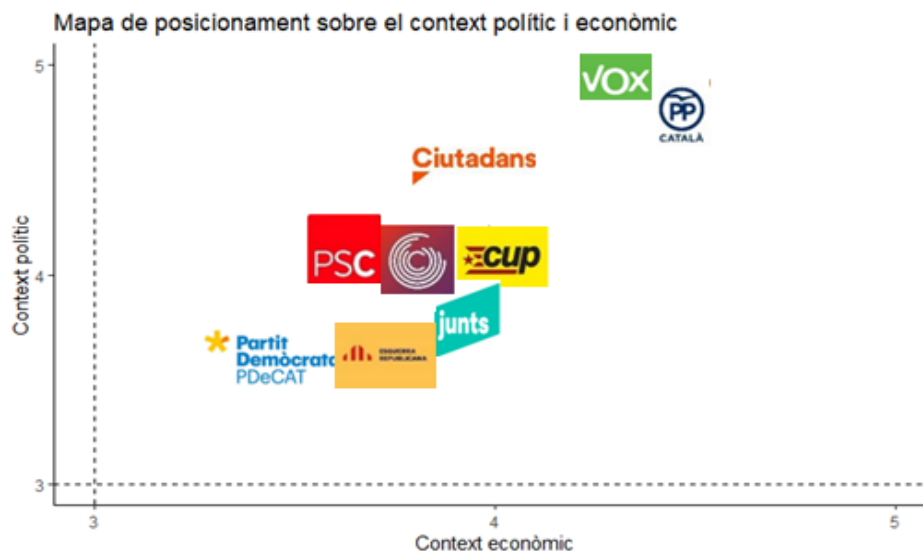 Mapa de posicionament sobre el context polític i econòmic
5
VOX
PP
CATALÀ
Ciutadans
PSC
cup
4
Context polític
junts
Partit
Demòcrata
PDeCAT
ESQUERRA
REPUBLICANA
3
3
4
5
Context econòmic